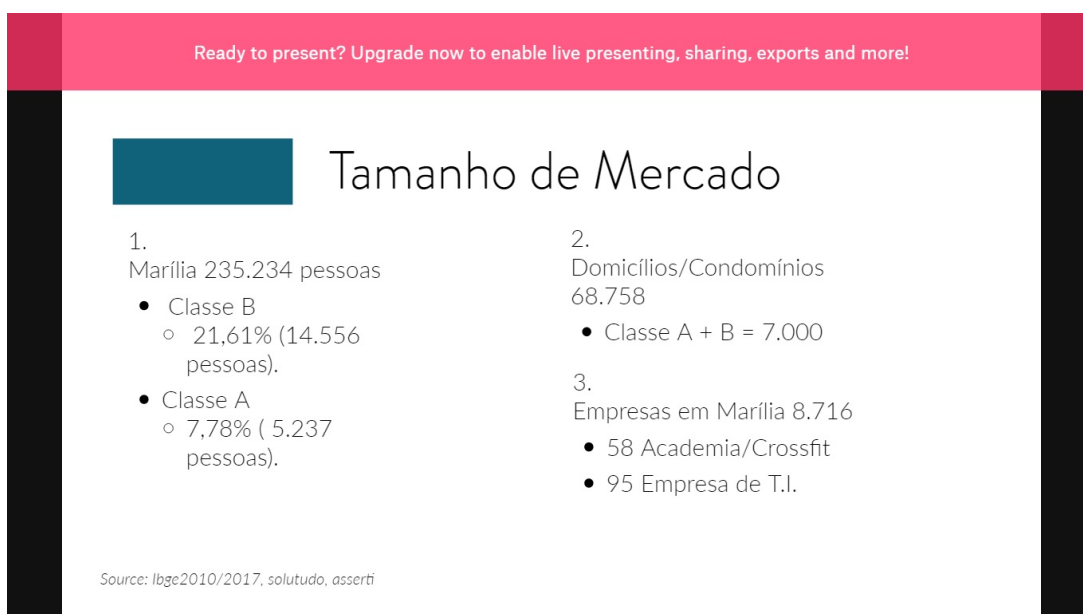 Ready to present? Upgrade now to enable live presenting, sharing, exports and more!
Tamanho de Mercado
1.
Marília 235.234 pessoas
• Classe B
○ 21,61% (14.556
pessoas).
• Classe A
○ 7,78% ( 5.237
pessoas).
2.
Domicílios/Condomínios
68.758
• Classe A + B = 7.000
3.
Empresas em Marília 8.716
• 58 Academia/Crossfit
• 95 Empresa de T.I.
Source: Ibge2010/2017, solutudo, asserti